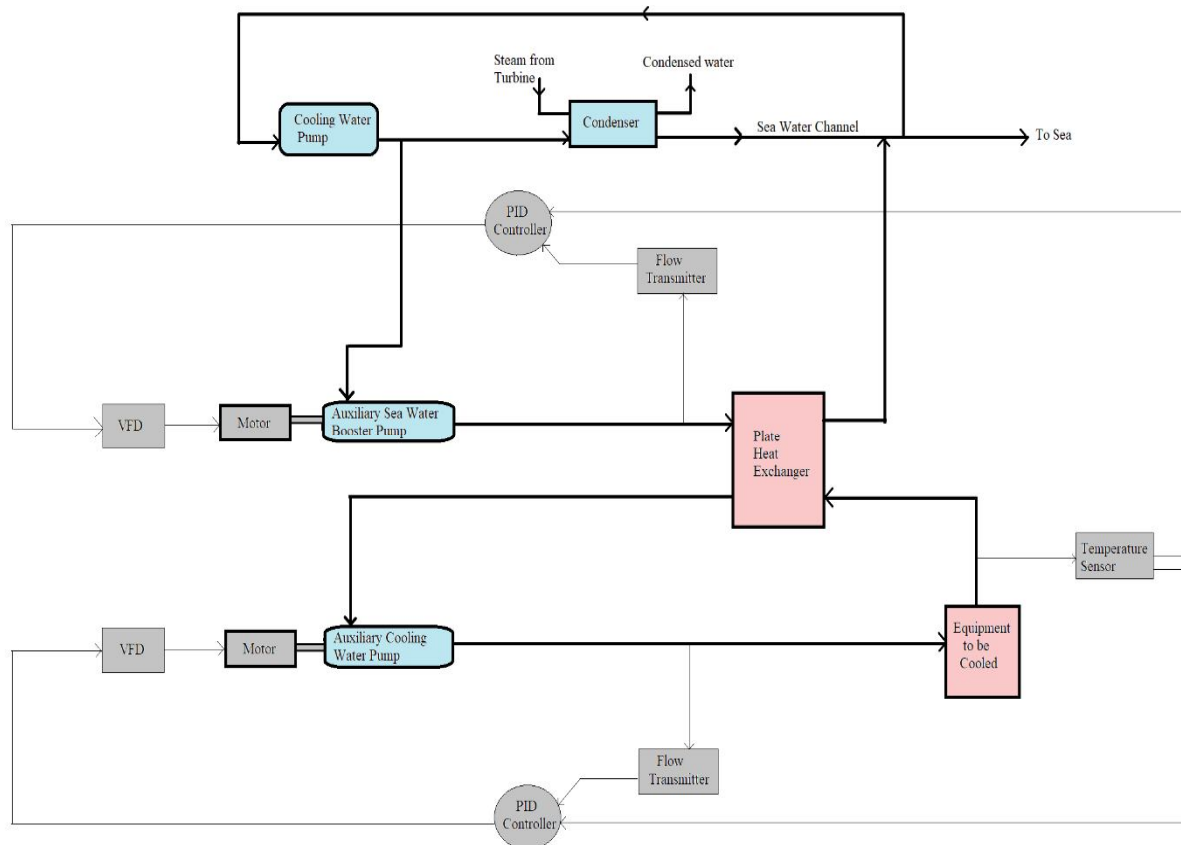 Steam from
Turbine
Condensed water
Cooling Water
Pump
Condenser
Sea Water Channel
To Sea
PID
Controller
Flow
Transmitter
VFD
Motor
Auxiliary Sea Water
Booster Pump
Plate
Heat
Exchanger
Temperature
Sensor
VFD
Motor
Auxiliary Cooling
Water Pump
Equipment
to be
Cooled
Flow
Transmitter
PID
Controller